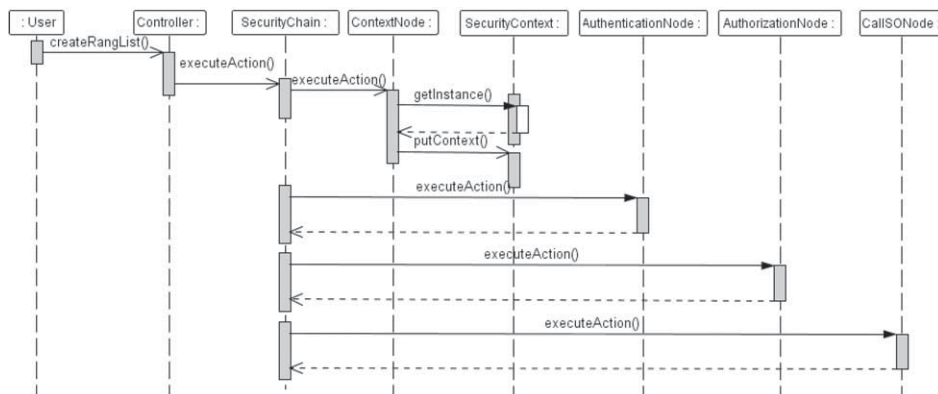 : User
Controller :
SecurityChain :
ContextNode :
SecurityContext :
AuthenticationNode :
AuthorizationNode :
CallSONode :
createRangList()
executeAction()
executeAction()
getInstance()
putContext()
executeAction()
executeAction()
executeAction()